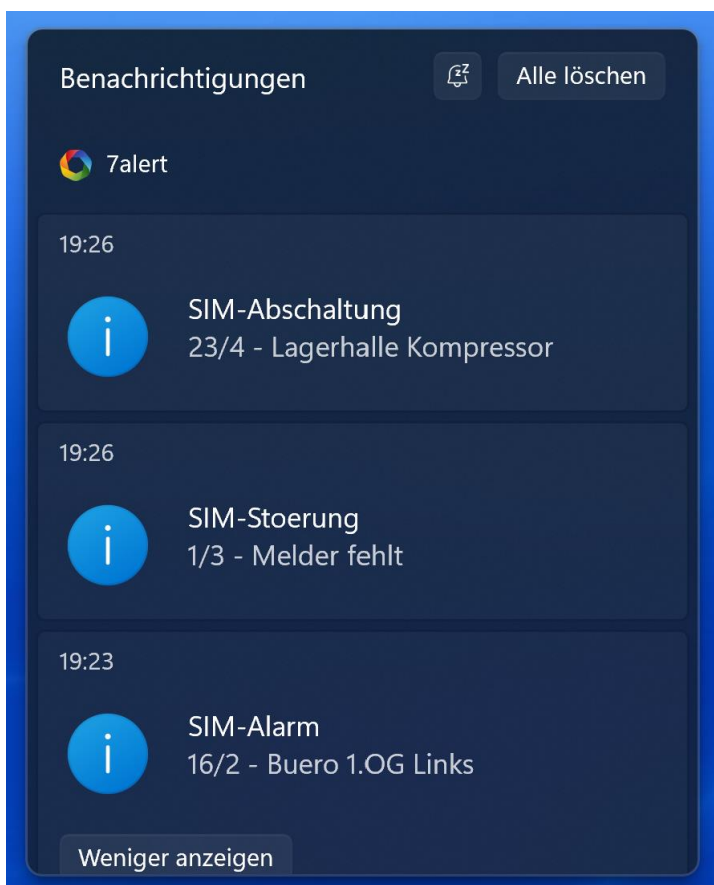 Benachrichtigungen
Alle löschen
7alert
19:26
SIM-Abschaltung
23/4 - Lagerhalle Kompressor
19:26
SIM-Stoerung
1/3 - Melder fehlt
19:23
SIM-Alarm
16/2 - Buero 1.OG Links
Weniger anzeigen